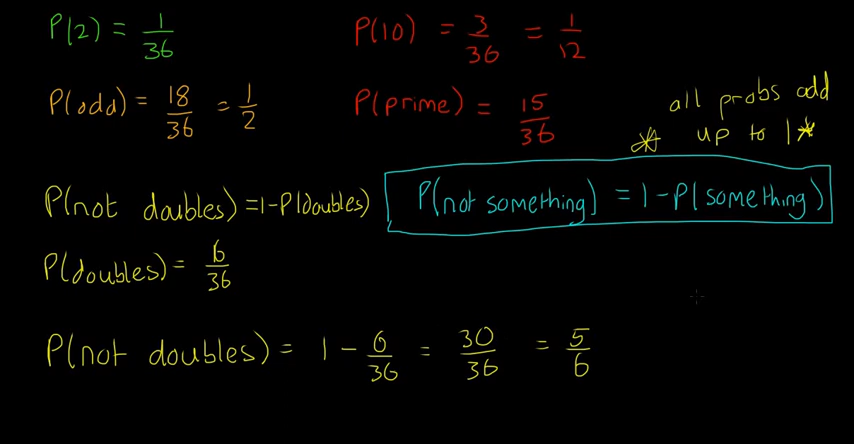 P(2) = 1/36
P(10) = 3/36 = 1/12
P(odd) = 18/36 = 1/2
P(prime) = 15/36
all probs add
* up to 1 *
P(not doubles) = 1 - P(doubles)
P(not something) = 1 - P(something)
P(doubles) = 6/36
P(not doubles) = 1 - 6/36 = 30/36 = 5/6